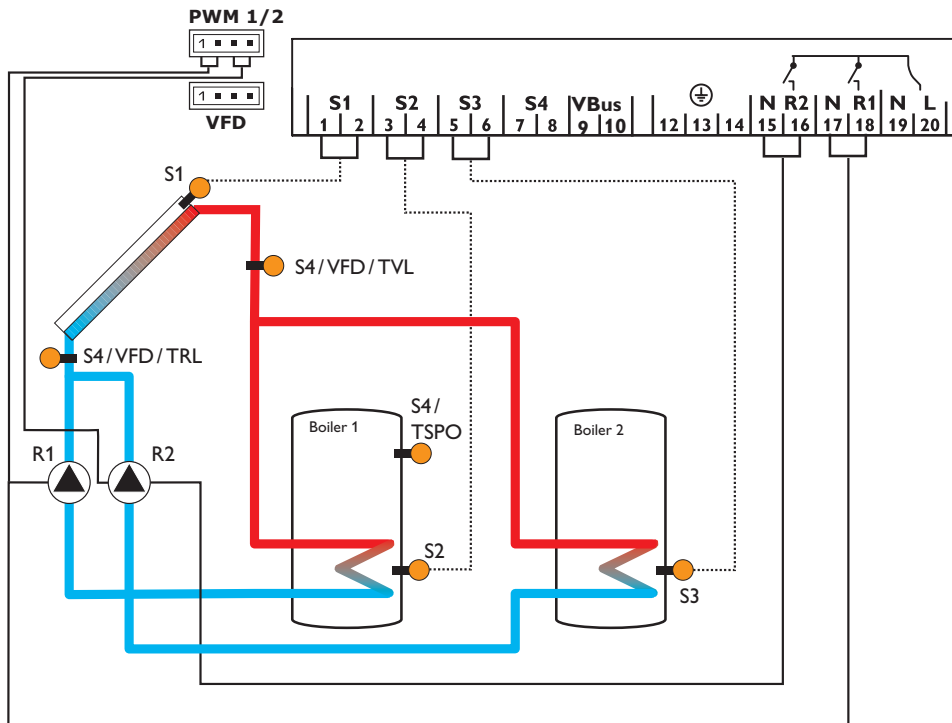 PWM 1/2
1
VFD
S1 S2 S3 S4 VBus
N R2 N R1 N L
1 2 3 4 5 6 7 8 9 10 12 13 14 15 16 17 18 19 20
S1
S4/VFD/TVL
S4/VFD/TRL
R1
R2
Boiler 1
S4/
TSPO
S2
Boiler 2
S3
1